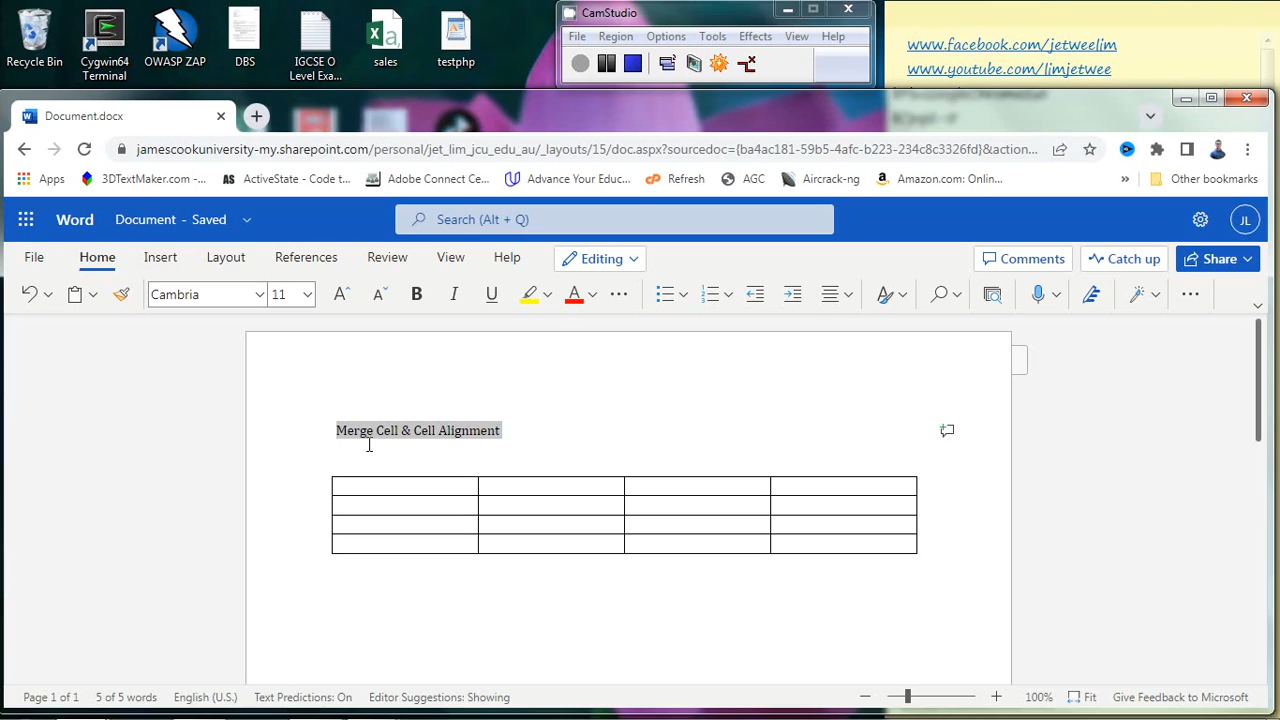 Recycle Bin
Cygwin64 Terminal
OWASP ZAP
DBS
IGCSE O Level Exa...
sales
testphp
CamStudio
File Region Options Tools Effects View Help
www.facebook.com/jetweelim
www.youtube.com/limjetwee
Document.docx
jamescookuniversity-my.sharepoint.com/personal/jet_lim_jcu_edu_au/_layouts/15/doc.aspx?sourcedoc={ba4ac181-59b5-4afc-b223-234c8c3326fd}&action...
Apps 3DTextMaker.com -... AS ActiveState - Code t... Adobe Connect Ce... Advance Your Educ... cP Refresh AGC Aircrack-ng a Amazon.com: Onlin... » Other bookmarks
Word Document - Saved Search (Alt + Q) JL
File Home Insert Layout References Review View Help Editing Comments Catch up Share
Cambria 11 A A B I U A
Merge Cell & Cell Alignment
Page 1 of 1 5 of 5 words English (U.S.) Text Predictions: On Editor Suggestions: Showing 100% Fit Give Feedback to Microsoft